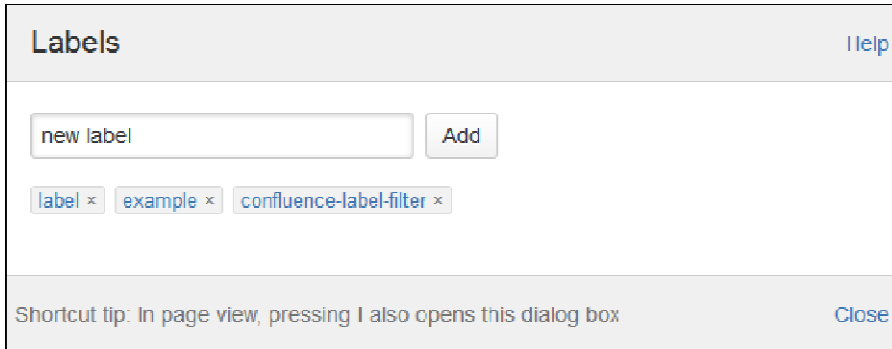 Labels Help
new label Add
label × example × confluence-label-filter ×
Shortcut tip: In page view, pressing l also opens this dialog box Close